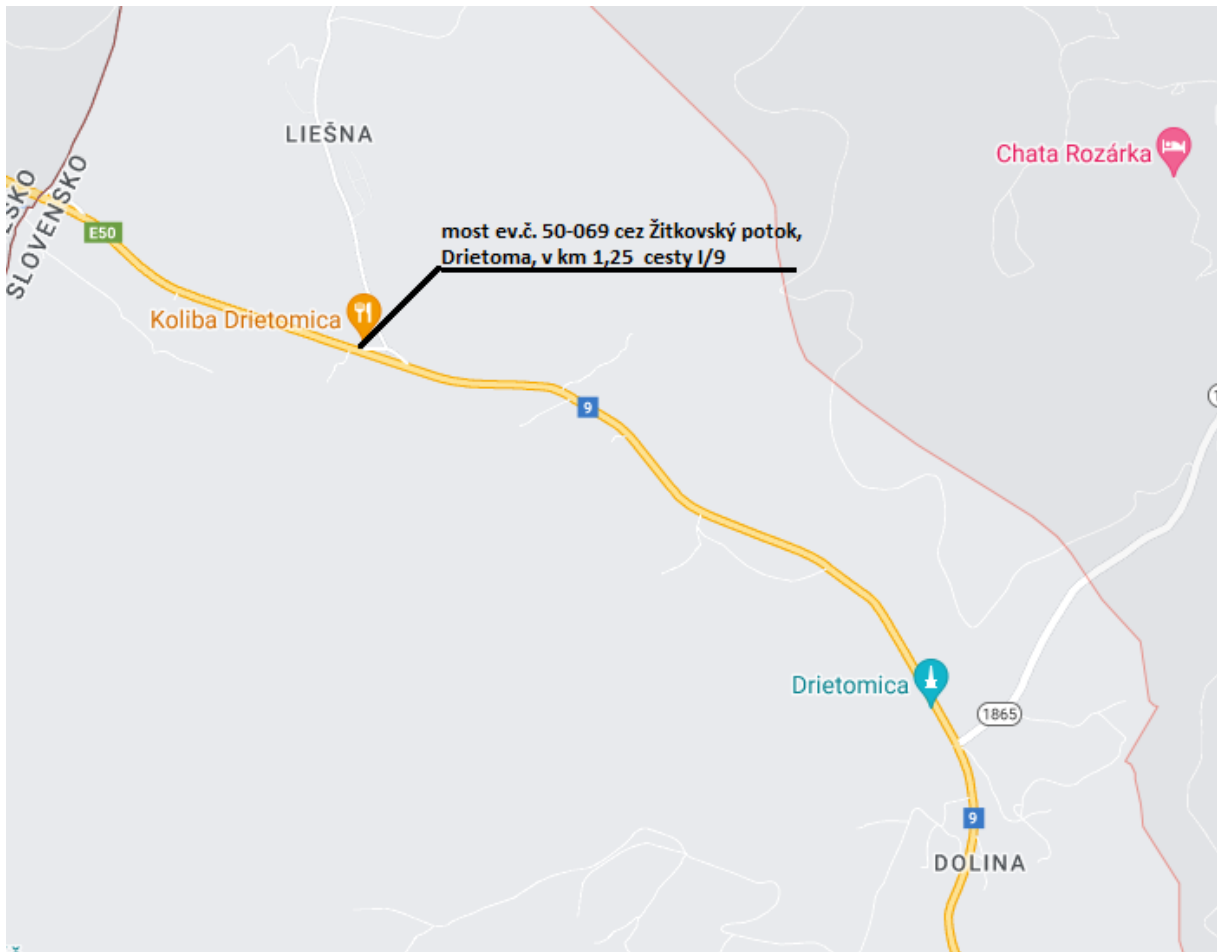 LIEŠNA
Chata Rozárka
ESKO
SLOVENSKO
E50
most ev.č. 50-069 cez Žitkovský potok,
Drietoma, v km 1,25 cesty I/9
Koliba Drietomica
9
Drietomica
1865
9
DOLINA